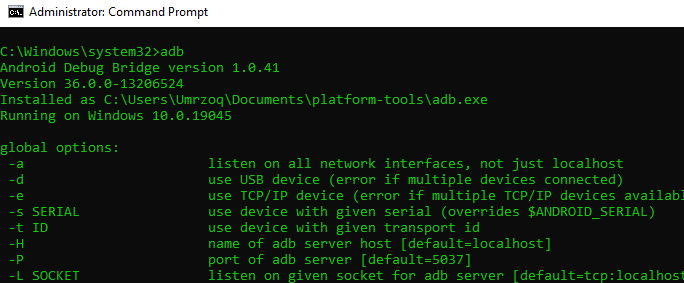 Administrator: Command Prompt
C:\Windows\system32>adb
Android Debug Bridge version 1.0.41
Version 36.0.0-13206524
Installed as C:\Users\Umrzoq\Documents\platform-tools\adb.exe
Running on Windows 10.0.19045
global options:
-a listen on all network interfaces, not just localhost
-d use USB device (error if multiple devices connected)
-e use TCP/IP device (error if multiple TCP/IP devices availabl
-s SERIAL use device with given serial (overrides $ANDROID_SERIAL)
-t ID use device with given transport id
-H name of adb server host [default=localhost]
-P port of adb server [default=5037]
-L SOCKET listen on given socket for adb server [default=tcp:localhost